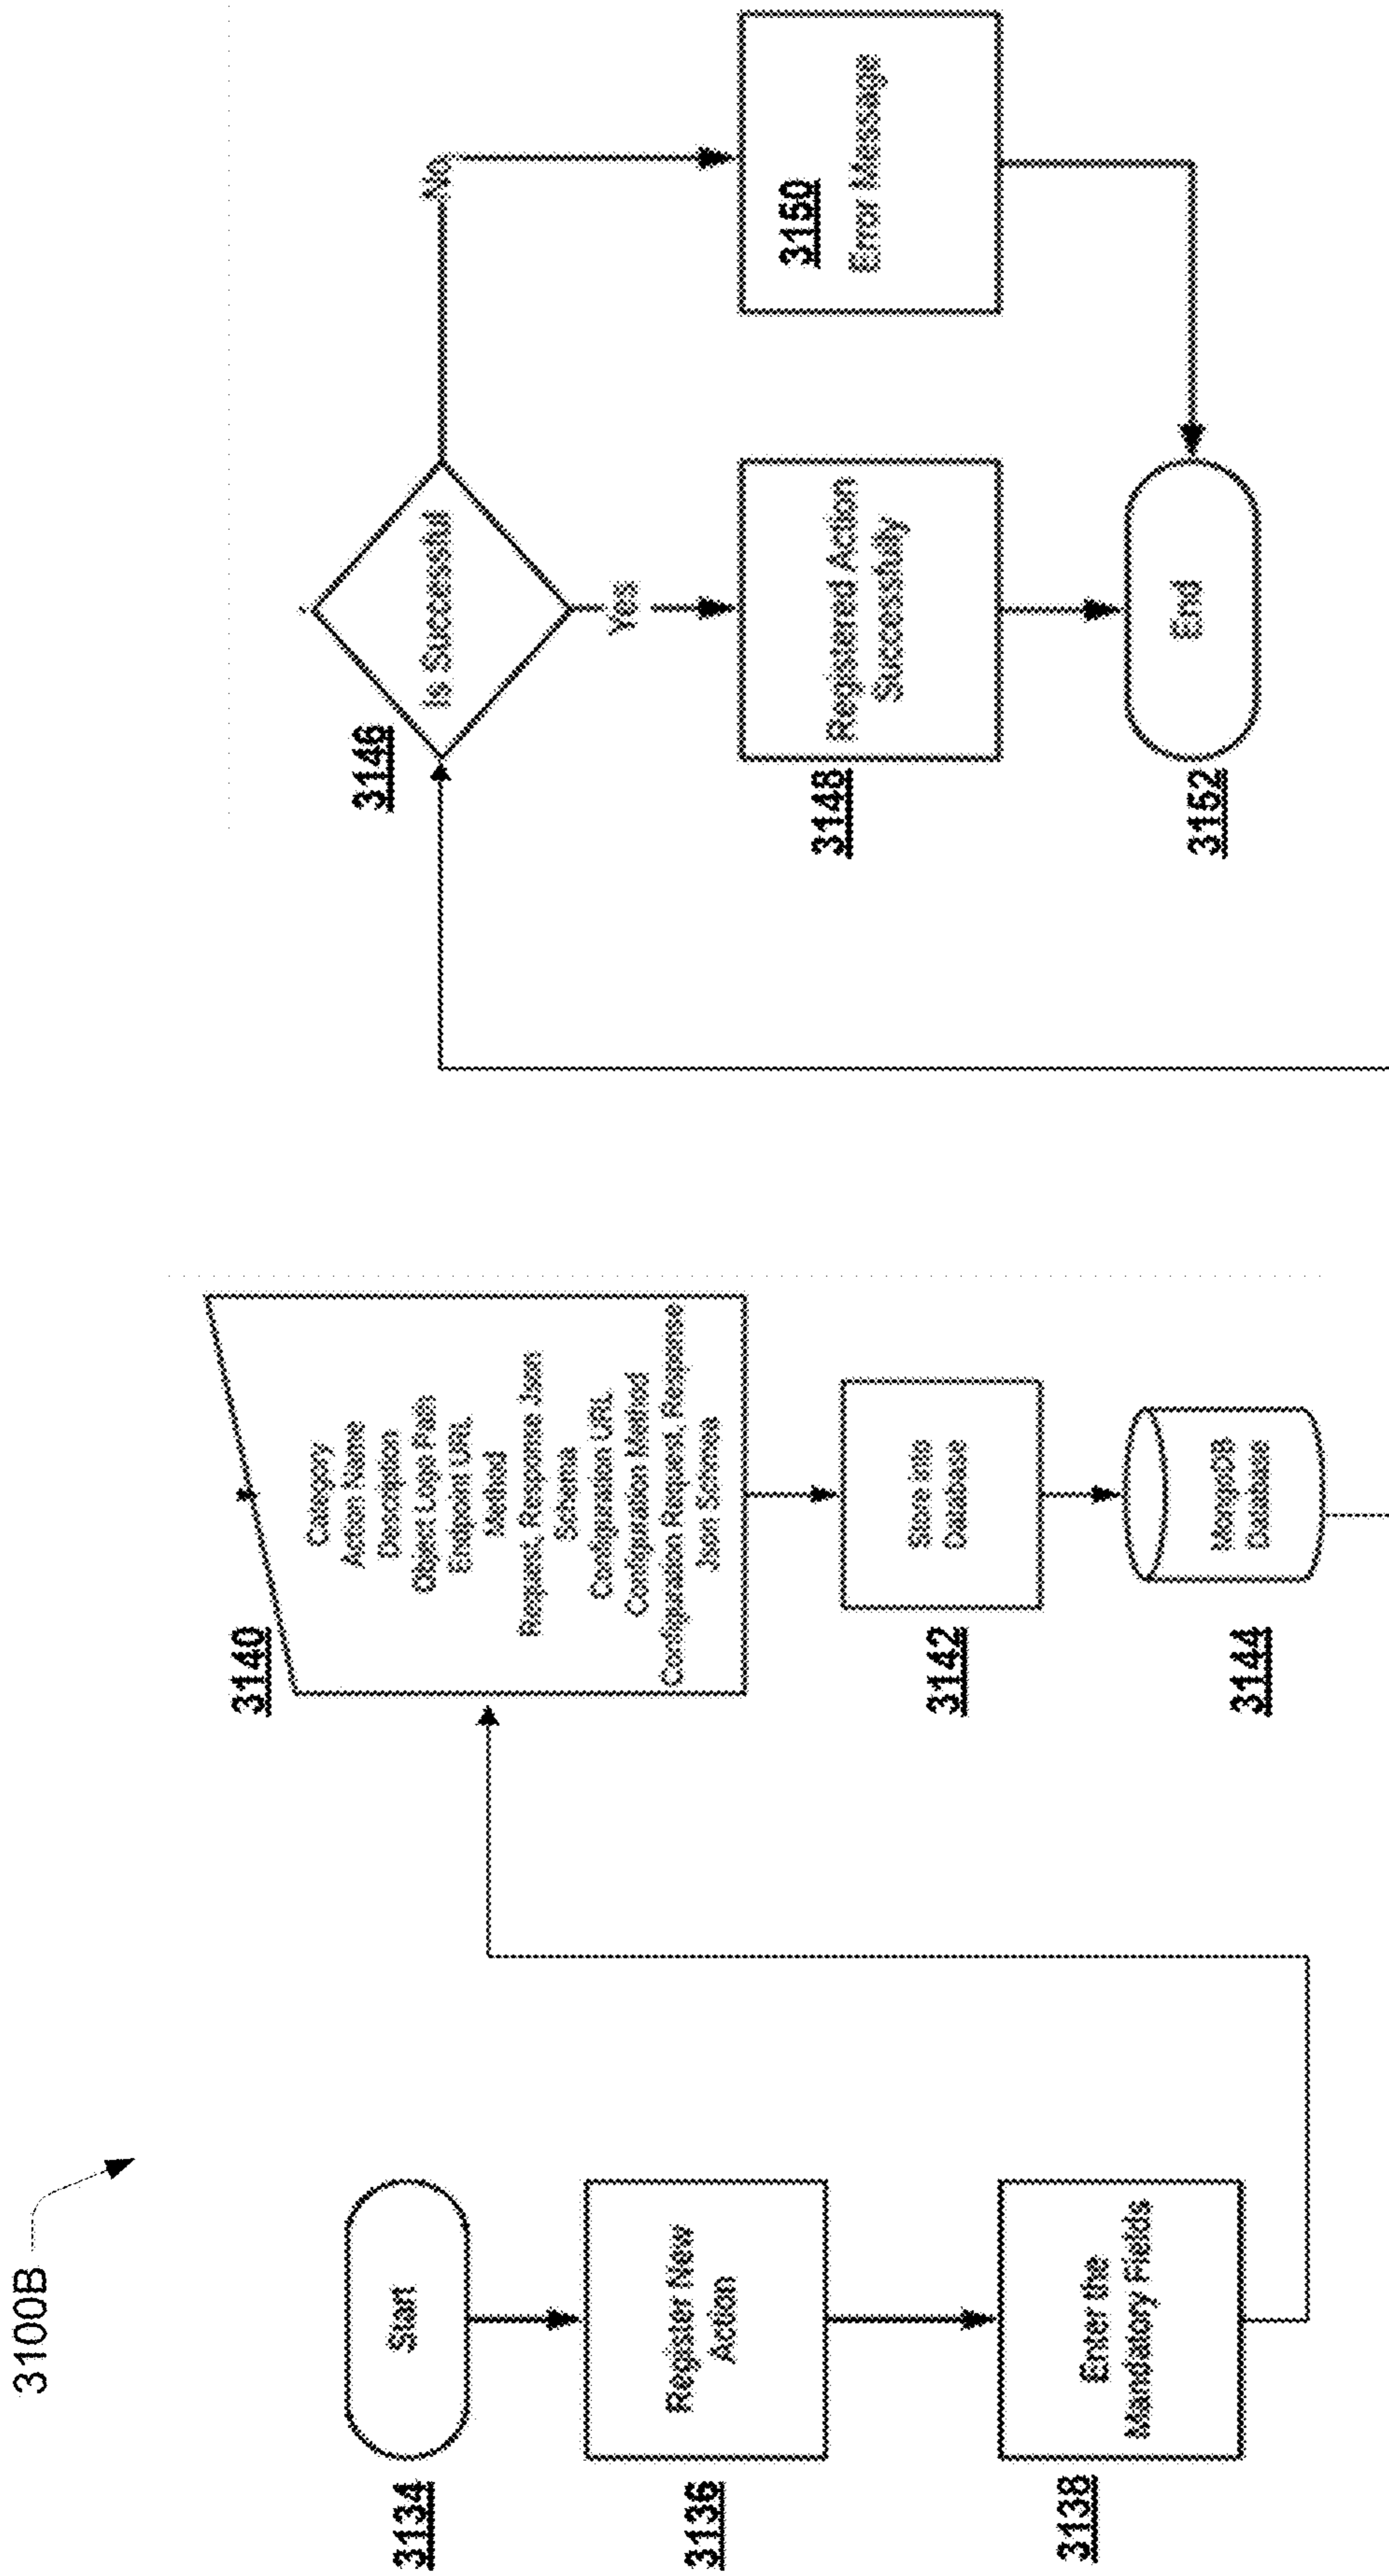 3100B
3134
Start
3136
Register New
Action
3138
Enter the
Mandatory Fields
3140
Category
Action Name
Description
Object Logo Path
Endpoint URL
Method
Request, Response Json
Schema
Configuration URL
Configuration Method
Configuration Request, Response
Json Schmea
3142
Store into
Database
3144
MongoDB
Database
3146
Is Successful
Yes
No
3148
Registered Action
Successfully
3150
Error Message
3152
End